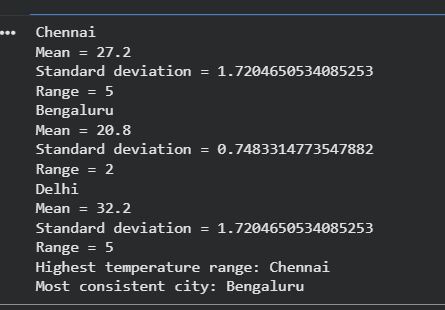 Chennai
Mean = 27.2
Standard deviation = 1.7204650534085253
Range = 5
Bengaluru
Mean = 20.8
Standard deviation = 0.7483314773547882
Range = 2
Delhi
Mean = 32.2
Standard deviation = 1.7204650534085253
Range = 5
Highest temperature range: Chennai
Most consistent city: Bengaluru